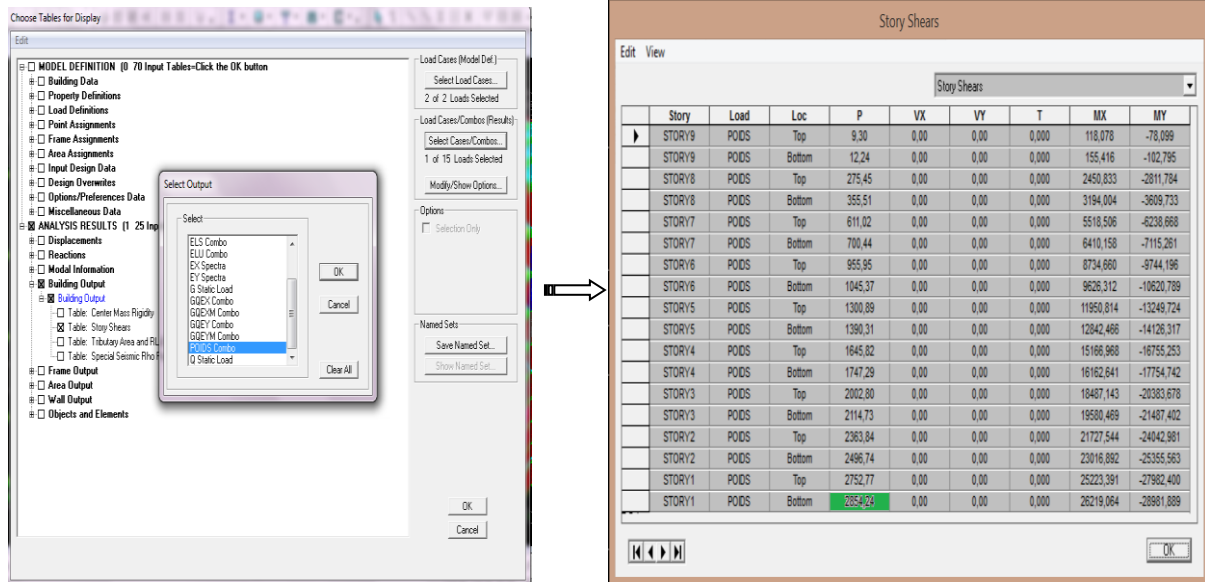 Choose Tables for Display
Edit
MODEL DEFINITION (0 70 Input Tables=Click the OK button
Building Data
Property Definitions
Load Definitions
Point Assignments
Frame Assignments
Area Assignments
Input Design Data
Design Overwrites
Options/Preferences Data
Miscellaneous Data
ANALYSIS RESULTS (1 25 Inp
Displacements
Reactions
Modal Information
Building Output
Building Output
Table: Center Mass Rigidity
Table: Story Shears
Table: Tributary Area and RL
Table: Special Seismic Rho F
Frame Output
Area Output
Wall Output
Objects and Elements
Select Output
Select
ELS Combo
ELU Combo
EX Spectra
EY Spectra
G Static Load
GQEX Combo
GQEXM Combo
GQEY Combo
GQEYM Combo
POIDS Combo
Q Static Load
OK
Cancel
Clear All
Load Cases (Model Def.)
Select Load Cases...
2 of 2 Loads Selected
Load Cases/Combos (Results)
Select Cases/Combos...
1 of 15 Loads Selected
Modify/Show Options...
Options
Selection Only
Named Sets
Save Named Set...
Show Named Set...
OK
Cancel
Story Shears
Edit View
Story Shears
Story Load Loc P VX VY T MX MY
STORY9 POIDS Top 9,30 0,00 0,00 0,000 118,078 -78,099
STORY9 POIDS Bottom 12,24 0,00 0,00 0,000 155,416 -102,795
STORY8 POIDS Top 275,45 0,00 0,00 0,000 2450,833 -2811,784
STORY8 POIDS Bottom 355,51 0,00 0,00 0,000 3194,004 -3609,733
STORY7 POIDS Top 611,02 0,00 0,00 0,000 5518,506 -6238,668
STORY7 POIDS Bottom 700,44 0,00 0,00 0,000 6410,158 -7115,261
STORY6 POIDS Top 955,95 0,00 0,00 0,000 8734,660 -9744,196
STORY6 POIDS Bottom 1045,37 0,00 0,00 0,000 9626,312 -10620,789
STORY5 POIDS Top 1300,89 0,00 0,00 0,000 11950,814 -13249,724
STORY5 POIDS Bottom 1390,31 0,00 0,00 0,000 12842,466 -14126,317
STORY4 POIDS Top 1645,82 0,00 0,00 0,000 15166,968 -16755,253
STORY4 POIDS Bottom 1747,29 0,00 0,00 0,000 16162,641 -17754,742
STORY3 POIDS Top 2002,80 0,00 0,00 0,000 18487,143 -20383,678
STORY3 POIDS Bottom 2114,73 0,00 0,00 0,000 19580,469 -21487,402
STORY2 POIDS Top 2363,84 0,00 0,00 0,000 21727,544 -24042,981
STORY2 POIDS Bottom 2496,74 0,00 0,00 0,000 23016,892 -25355,563
STORY1 POIDS Top 2752,77 0,00 0,00 0,000 25223,391 -27982,400
STORY1 POIDS Bottom 2854,24 0,00 0,00 0,000 26219,064 -28981,889
OK